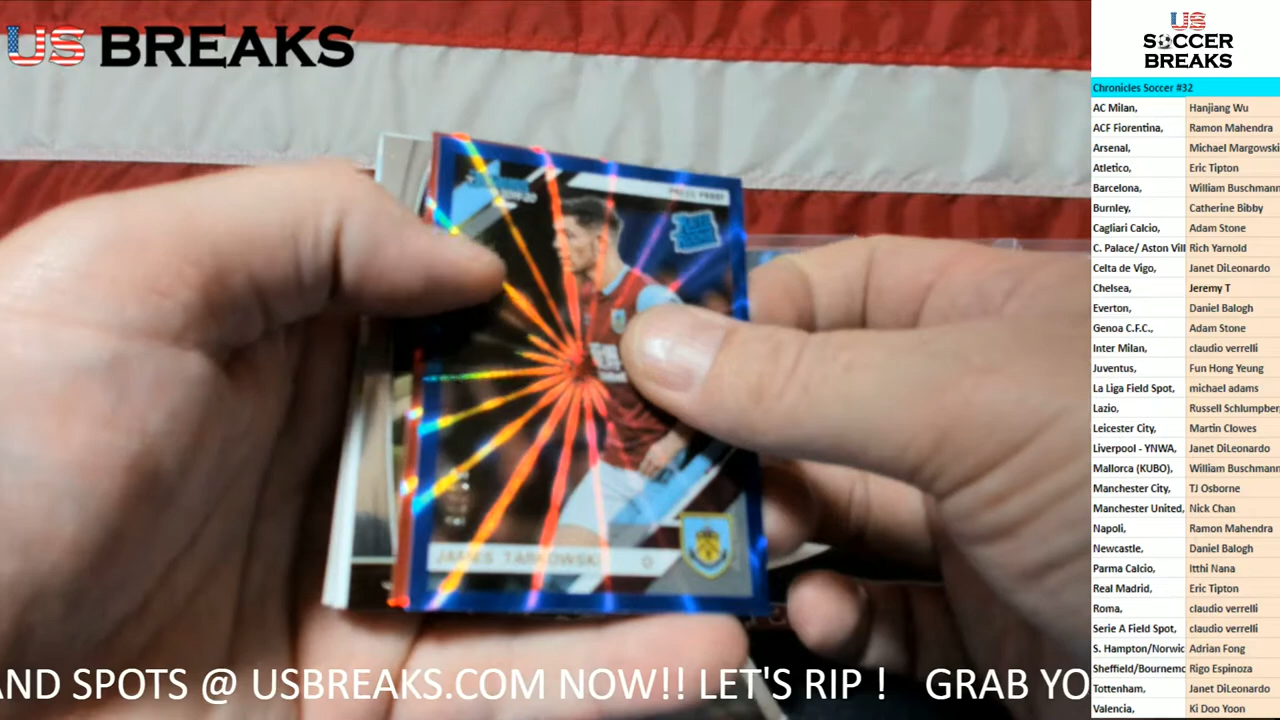 US BREAKS
US
SOCCER
BREAKS
Chronicles Soccer #32
AC Milan, Hanjiang Wu
ACF Fiorentina, Ramon Mahendra
Arsenal, Michael Margowski
Atletico, Eric Tipton
Barcelona, William Buschmann
Burnley, Catherine Bibby
Cagliari Calcio, Adam Stone
C. Palace/ Aston Vill Rich Yarnold
Celta de Vigo, Janet DiLeonardo
Chelsea, Jeremy T
Everton, Daniel Balogh
Genoa C.F.C., Adam Stone
Inter Milan, claudio verrelli
Juventus, Fun Hong Yeung
La Liga Field Spot, michael adams
Lazio, Russell Schlumpber
Leicester City, Martin Clowes
Liverpool - YNWA, Janet DiLeonardo
Mallorca (KUBO), William Buschmann
Manchester City, TJ Osborne
Manchester United, Nick Chan
Napoli, Ramon Mahendra
Newcastle, Daniel Balogh
Parma Calcio, Itthi Nana
Real Madrid, Eric Tipton
Roma, claudio verrelli
Serie A Field Spot, claudio verrelli
S. Hampton/Norwic Adrian Fong
Sheffield/Bournemo Rigo Espinoza
Tottenham, Janet DiLeonardo
Valencia, Ki Doo Yoon
PRESS PROOF
JAMES TARKOWSKI D
AND SPOTS @ USBREAKS.COM NOW!! LET'S RIP ! GRAB YO